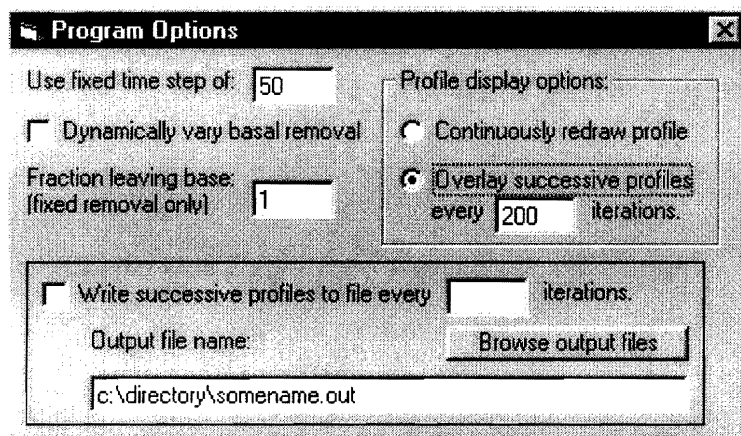 Program Options
Use fixed time step of: 50
Dynamically vary basal removal
Fraction leaving base:
(fixed removal only) 1
Profile display options:
Continuously redraw profile
Overlay successive profiles
every 200 iterations.
Write successive profiles to file every iterations.
Output file name: Browse output files
c:\directory\somename.out